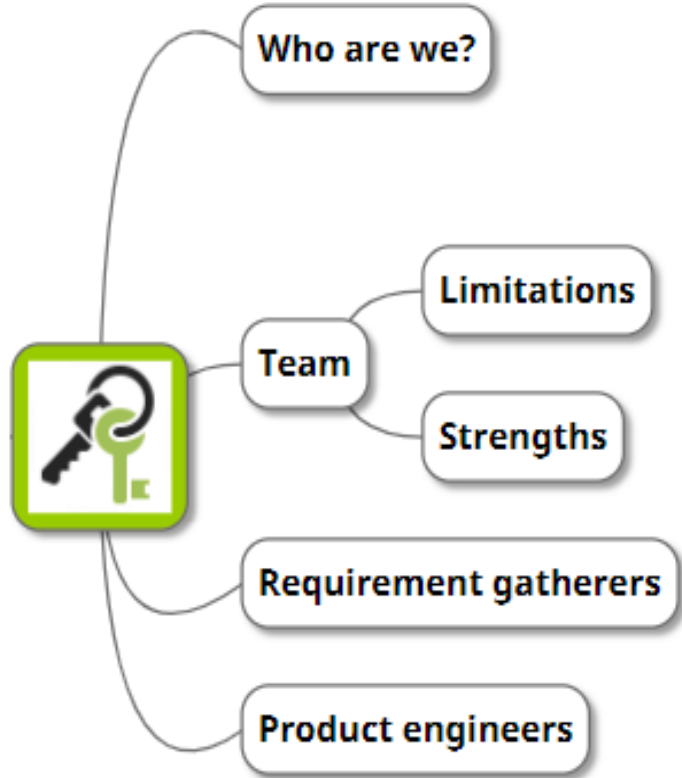 Who are we?
Limitations
Team
Strengths
Requirement gatherers
Product engineers